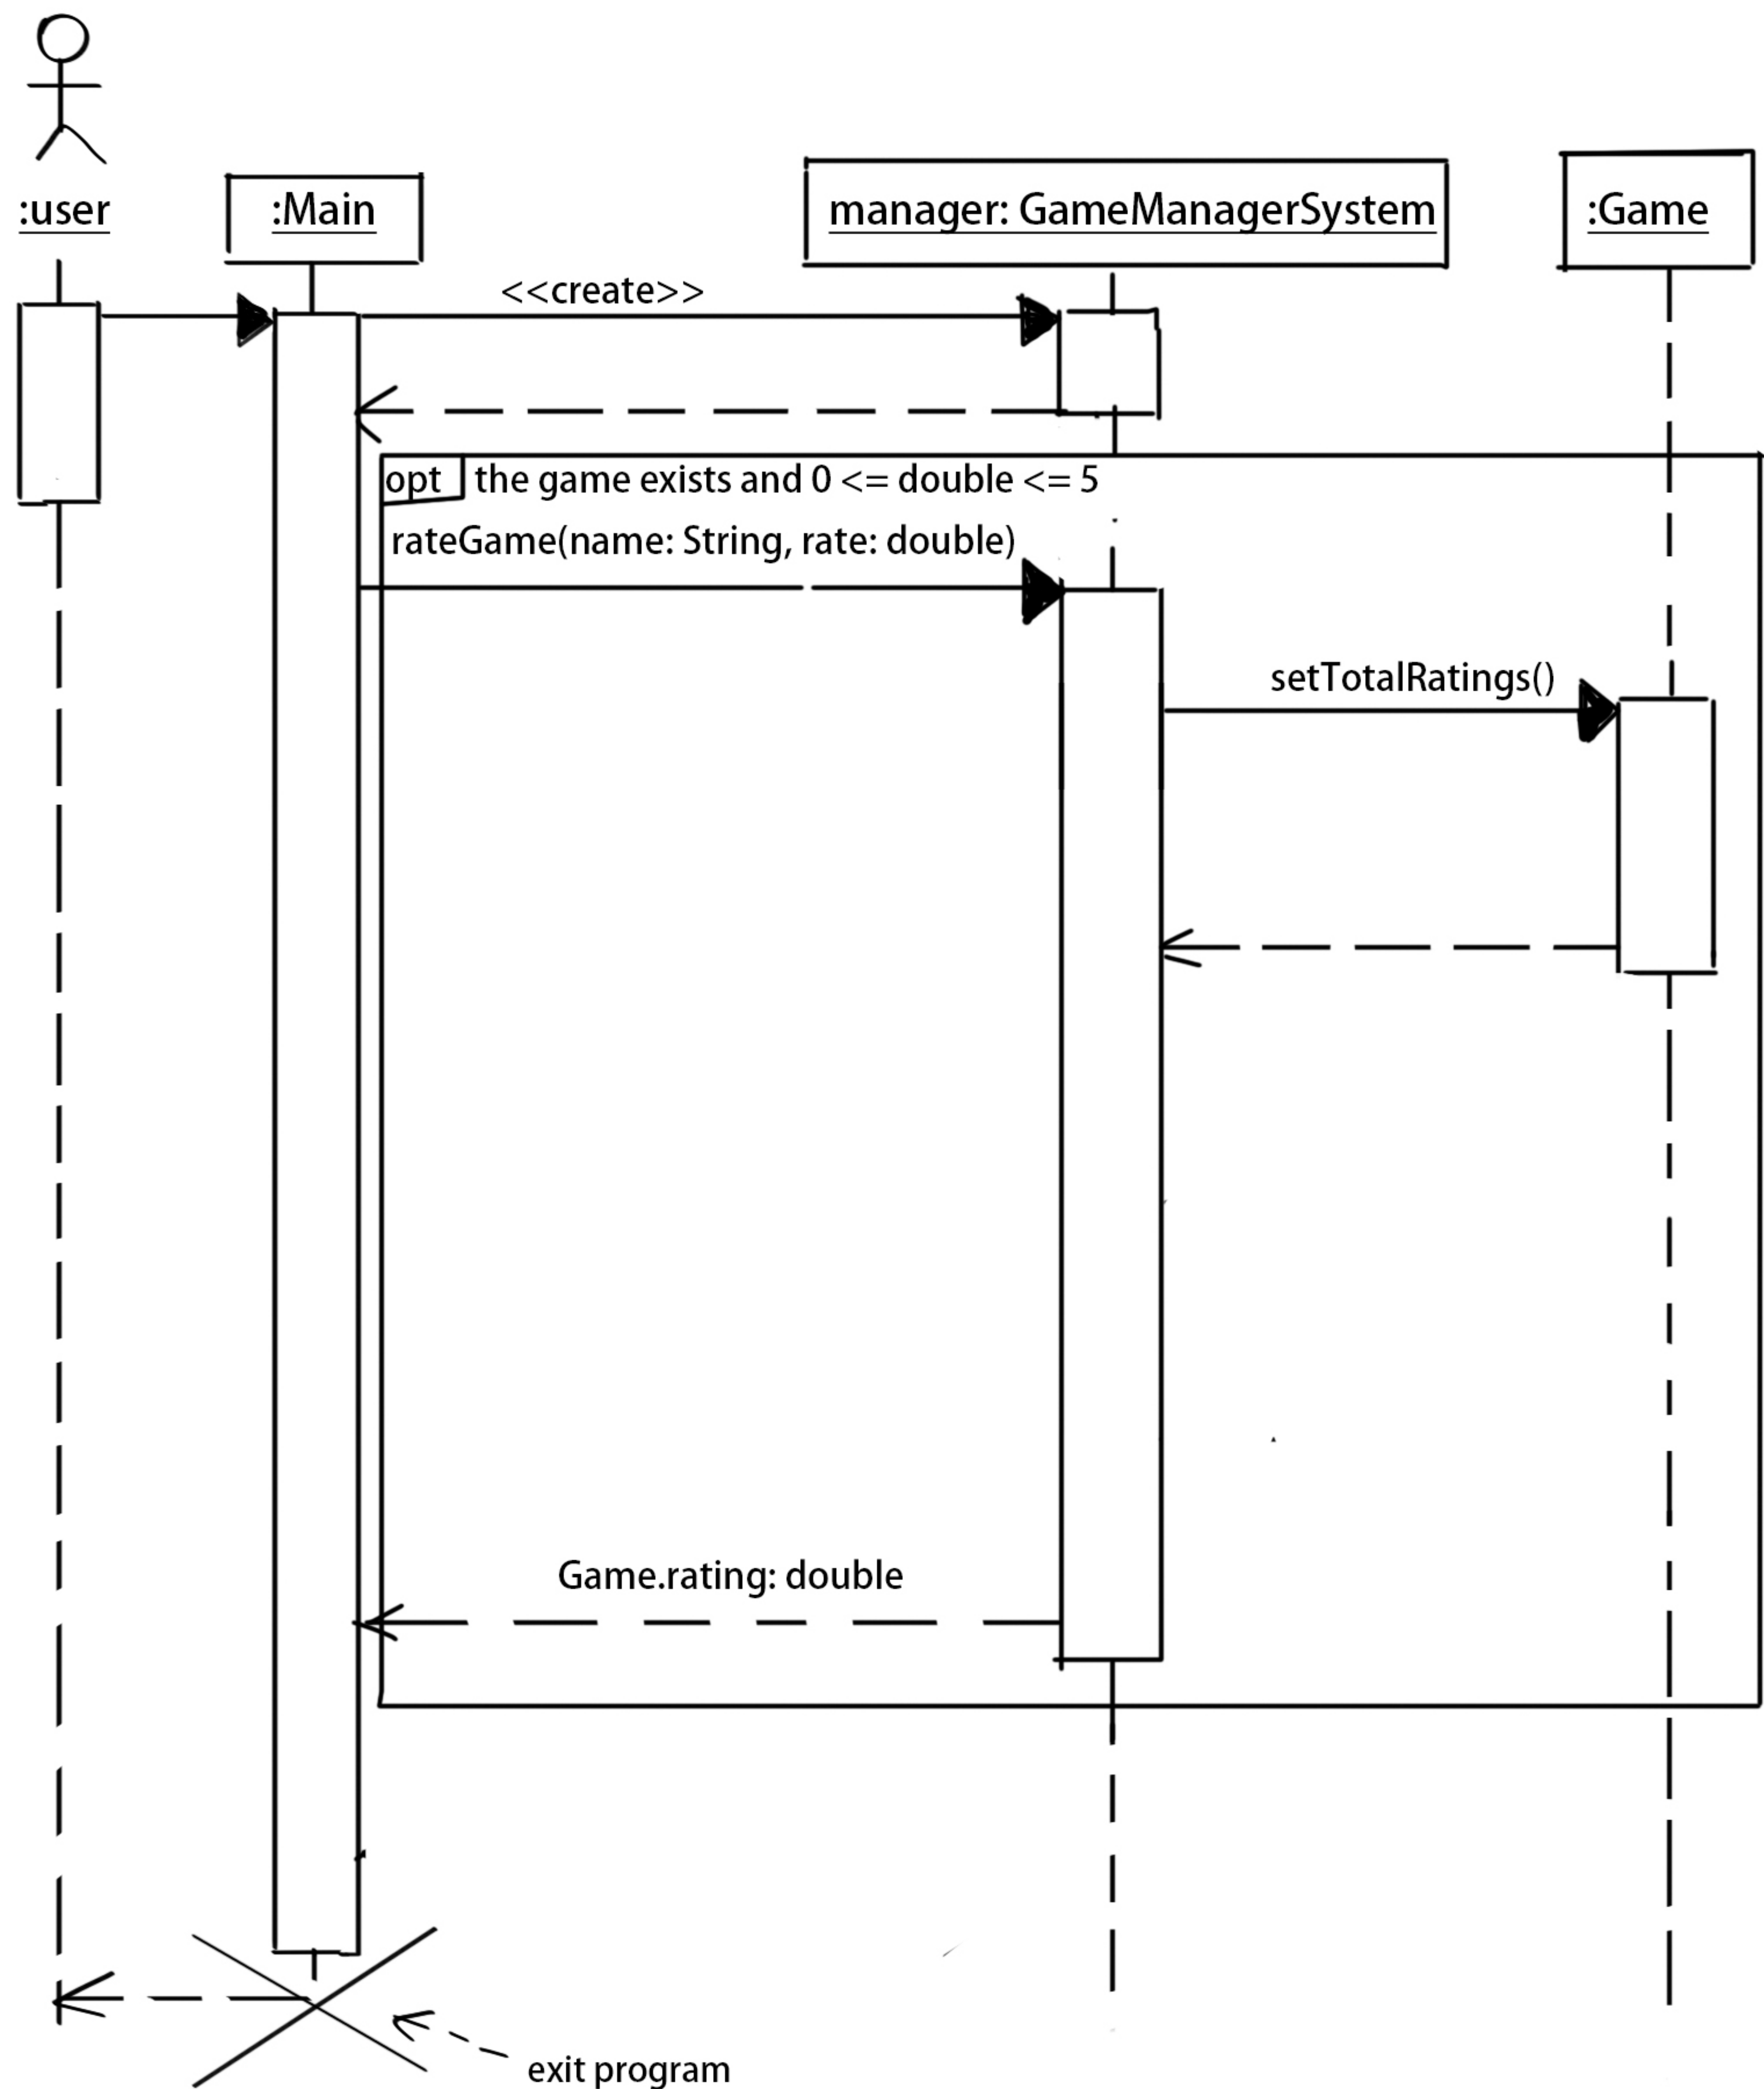 :user
:Main
manager: GameManagerSystem
:Game
<<create>>
opt
the game exists and 0 <= double <= 5
rateGame(name: String, rate: double)
setTotalRatings()
Game.rating: double
exit program